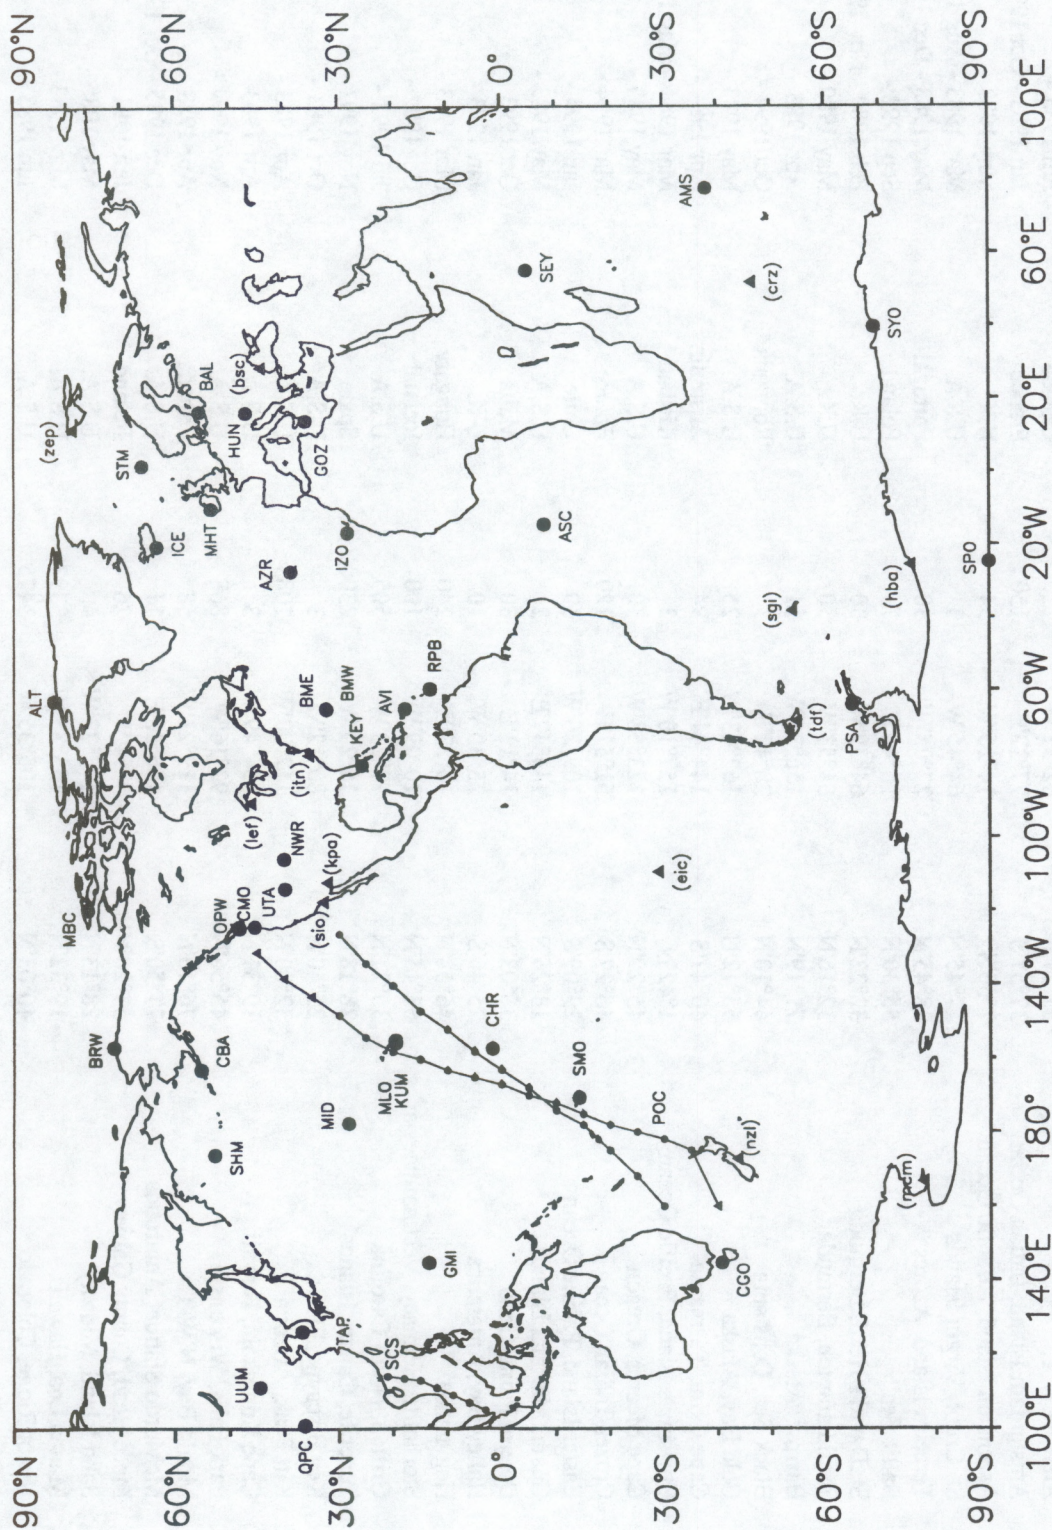 90°N
60°N
30°N
0°
30°S
60°S
90°S
ALT
MBC
(zep)
BRW
STM
ICE
CBA
BAL
MHT
SHM
OPW
CMO
(lef)
HUN
(bsc)
UUM
UTA
NWR
(itn)
AZR
QPC
TAP
(sio)
(kpa)
BME
BMW
GOZ
MID
KEY
IZO
SCS
MLO
KUM
AVI
GMI
RPB
CHR
SEY
ASC
SMO
POC
(eic)
AMS
CGO
(nzl)
(crz)
(sgl)
(tdf)
PSA
SYO
(mcm)
(hba)
SPO
90°N
60°N
30°N
0°
30°S
60°S
90°S
100°E
140°E
180°
140°W
100°W
60°W
20°W
20°E
60°E
100°E